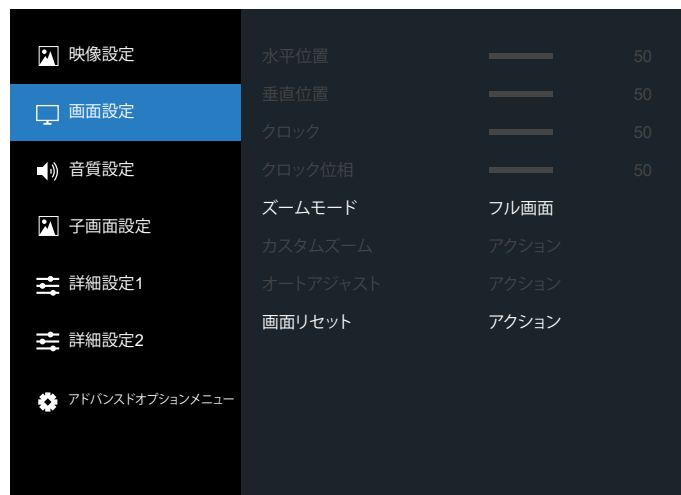 映像設定
画面設定
音質設定
子画面設定
詳細設定1
詳細設定2
アドバンスドオプションメニュー
水平位置 50
垂直位置 50
クロック 50
クロック位相 50
ズームモード フル画面
カスタムズーム アクション
オートアジャスト アクション
画面リセット アクション